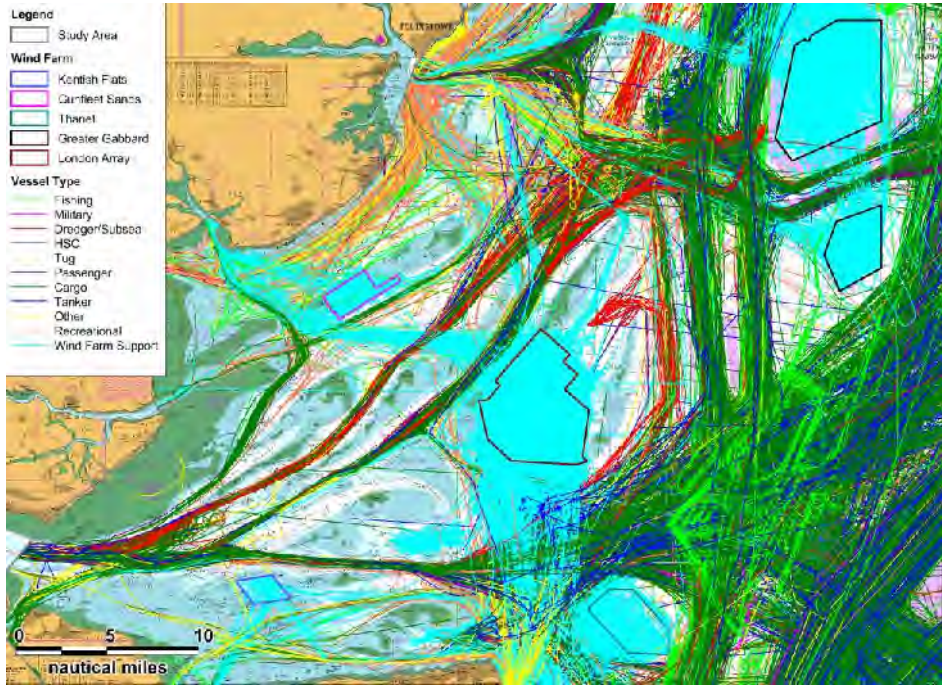 Legend
Study Area
Wind Farm
Kentish Flats
Gunfleet Sands
Thanet
Greater Gabbard
London Array
Vessel Type
Fishing
Military
Dredger/Subsea
HSC
Tug
Passenger
Cargo
Tanker
Other
Recreational
Wind Farm Support
FELIXSTOWE
0 5 10
nautical miles